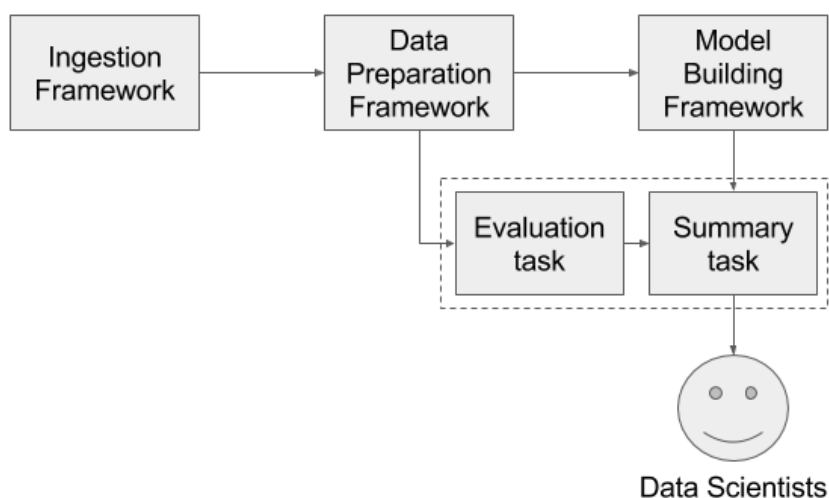 Ingestion
Framework
Data
Preparation
Framework
Model
Building
Framework
Evaluation
task
Summary
task
Data Scientists